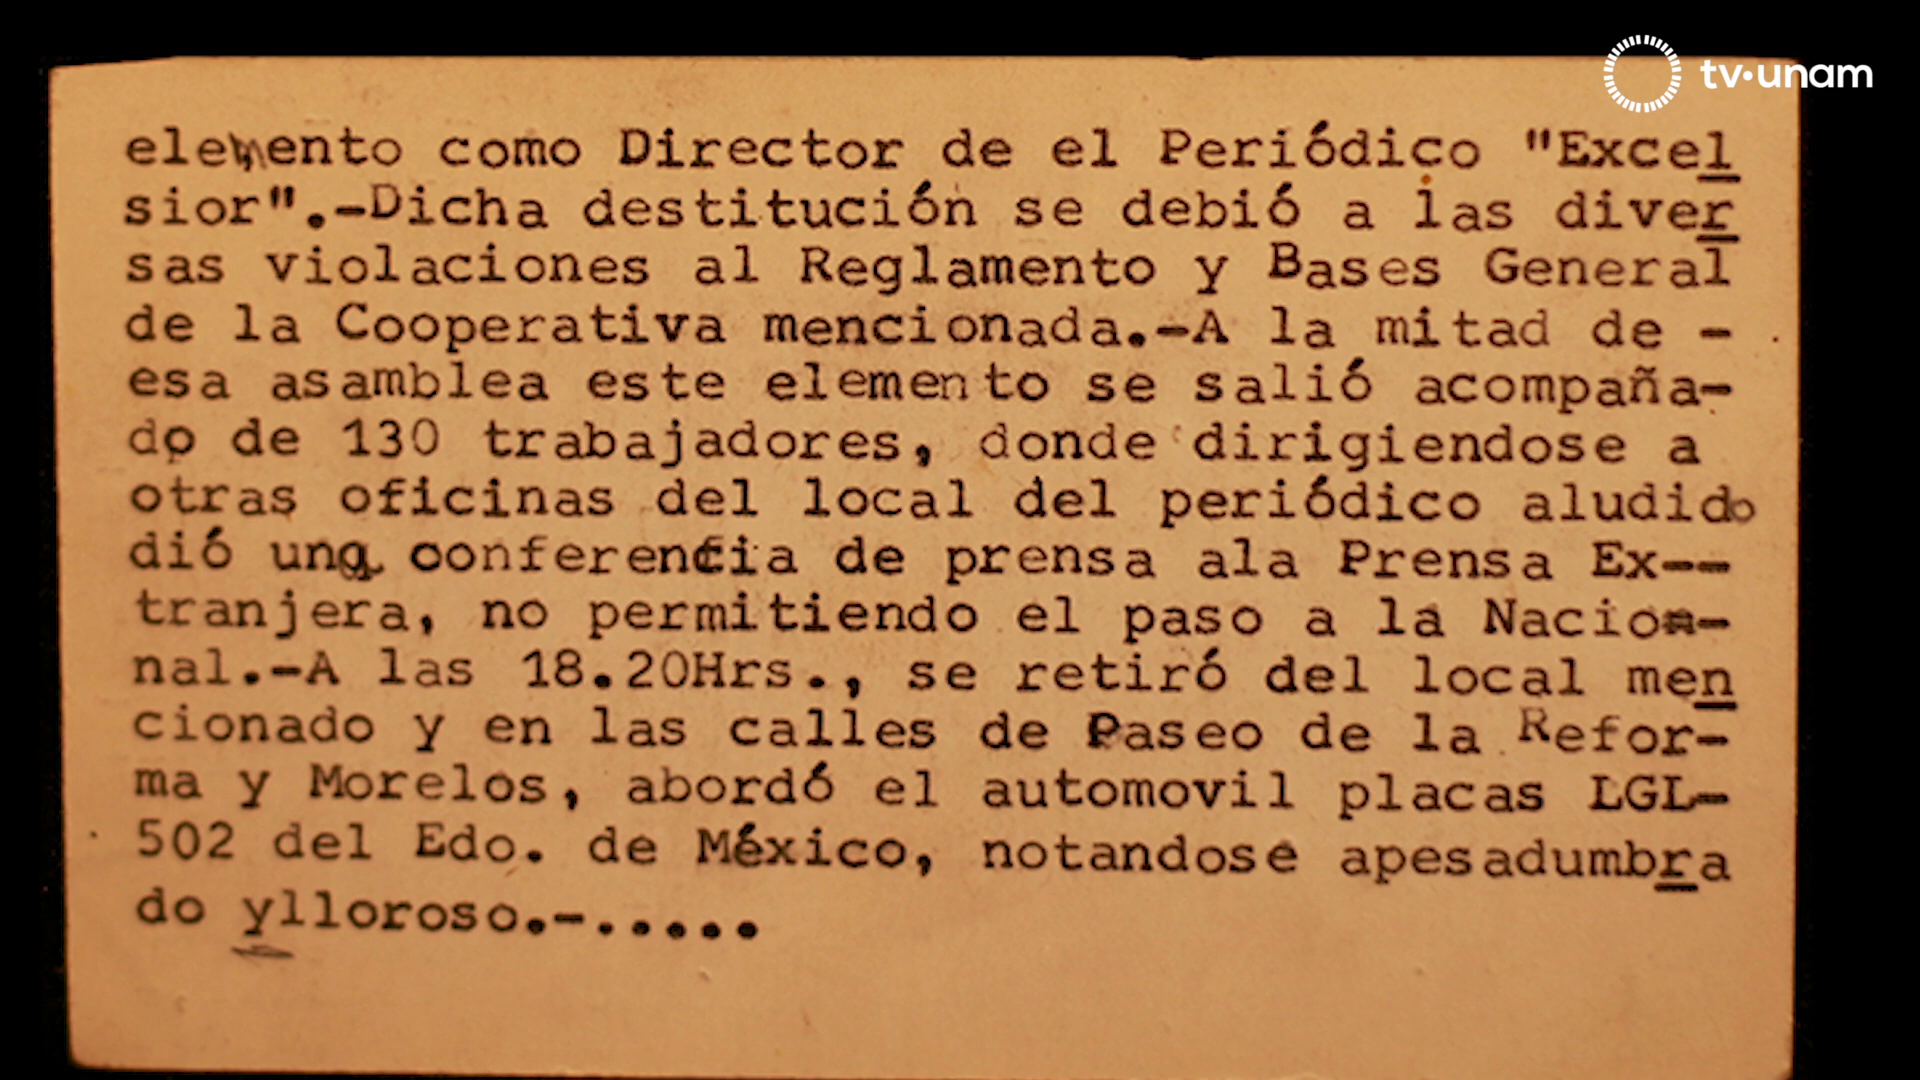 tv·unam
elemento como Director de el Periódico "Excel
sior".-Dicha destitución se debió a las diver
sas violaciones al Reglamento y Bases General
de la Cooperativa mencionada.-A la mitad de -
esa asamblea este elemento se salió acompaña-
do de 130 trabajadores, donde dirigiendose a
otras oficinas del local del periódico aludido
dió una conferencia de prensa ala Prensa Ex--
tranjera, no permitiendo el paso a la Nacion-
nal.-A las 18.20Hrs., se retiró del local men
cionado y en las calles de Paseo de la Refor-
ma y Morelos, abordó el automovil placas LGL-
502 del Edo. de México, notandose apesadumbra
do ylloroso.-.....